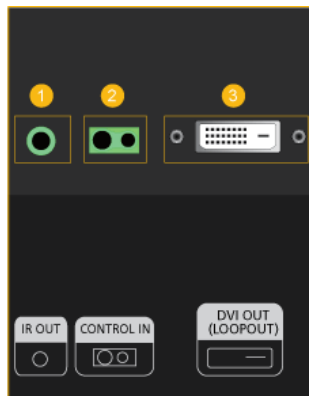 1 2 3
IR OUT
CONTROL IN
DVI OUT
(LOOPOUT)